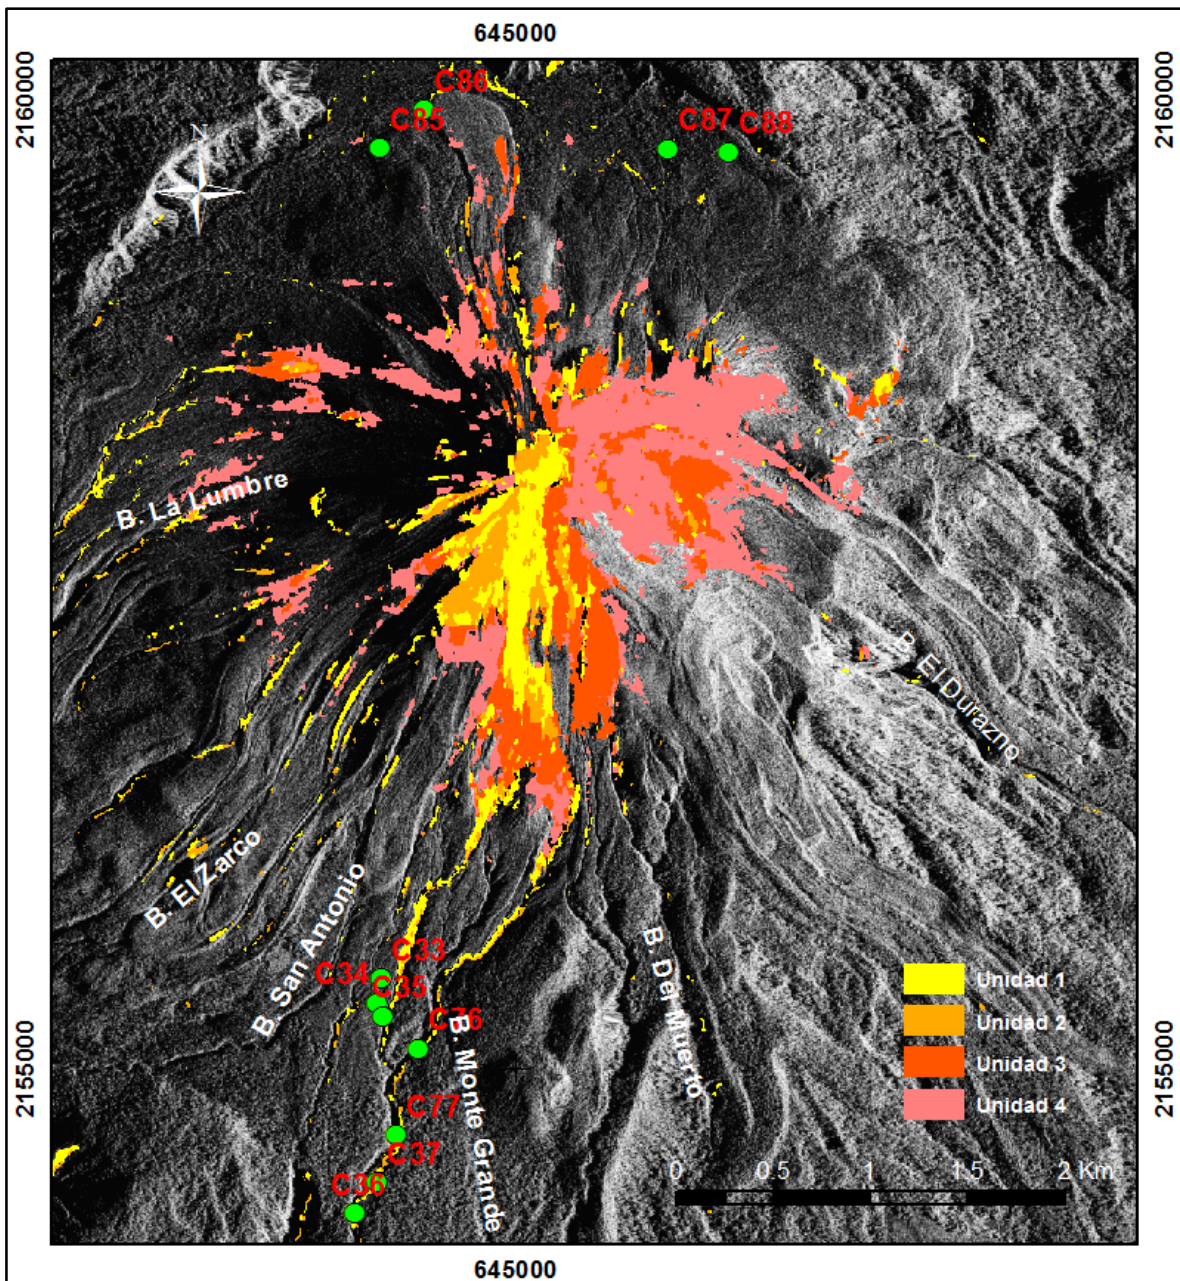 645000
2160000
2160000
C86
C85
C87
C88
N
B. La Lumbre
B. El Durazno
B. El Zarco
B. San Antonio
C33
C34
C35
C76
B. Monte Grande
B. Del Muerto
Unidad 1
Unidad 2
Unidad 3
Unidad 4
2155000
2155000
C77
C37
C36
0 0.5 1 1.5 2 Km
645000